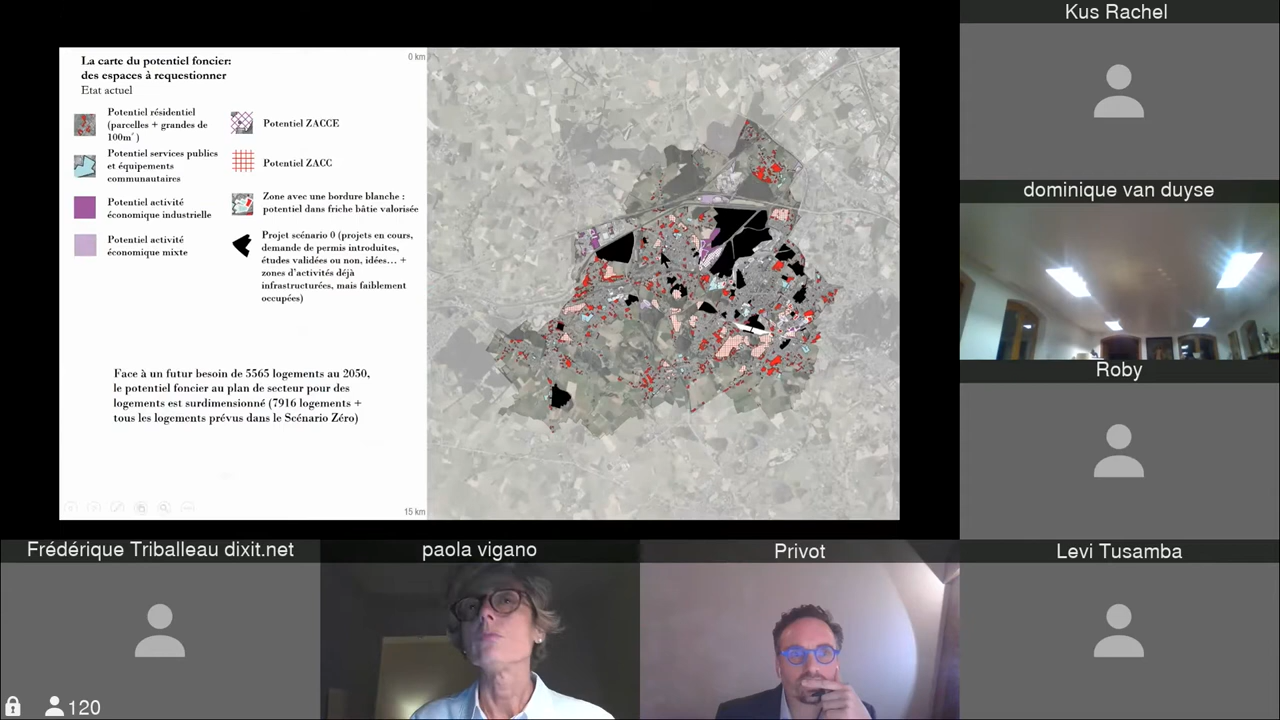 Kus Rachel
La carte du potentiel foncier:
des espaces à requestionner
Etat actuel
0 km
Potentiel résidentiel
(parcelles + grandes de
100m² )
Potentiel services publics
et équipements
communautaires
Potentiel activité
économique industrielle
Potentiel activité
économique mixte
Potentiel ZACCE
Potentiel ZACC
Zone avec une bordure blanche :
potentiel dans friche bâtie valorisée
Projet scénario 0 (projets en cours,
demande de permis introduites,
études validées ou non, idées... +
zones d'activités déjà
infrastructurées, mais faiblement
occupées)
Face à un futur besoin de 5565 logements au 2050,
le potentiel foncier au plan de secteur pour des
logements est surdimensionné (7916 logements +
tous les logements prévus dans le Scénario Zéro)
15 km
dominique van duyse
Roby
Frédérique Triballeau dixit.net
paola vigano
Privot
Levi Tusamba
120